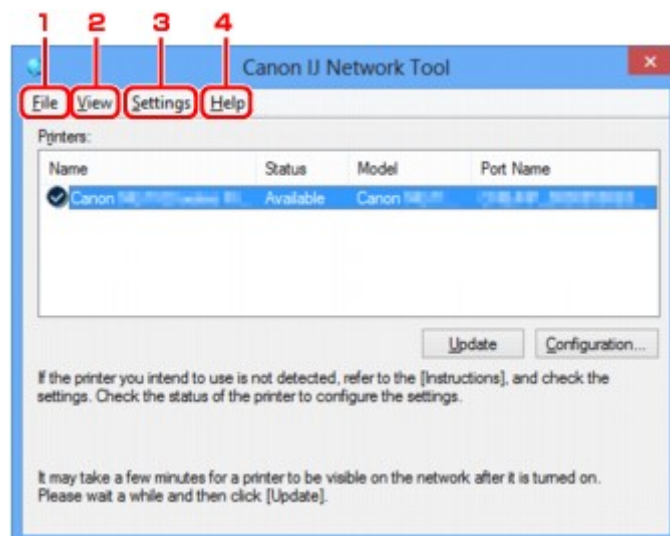 1 2 3 4
Canon IJ Network Tool
File View Settings Help
Printers:
Name Status Model Port Name
Canon Available Canon
Update Configuration...
If the printer you intend to use is not detected, refer to the [Instructions], and check the
settings. Check the status of the printer to configure the settings.
It may take a few minutes for a printer to be visible on the network after it is turned on.
Please wait a while and then click [Update].